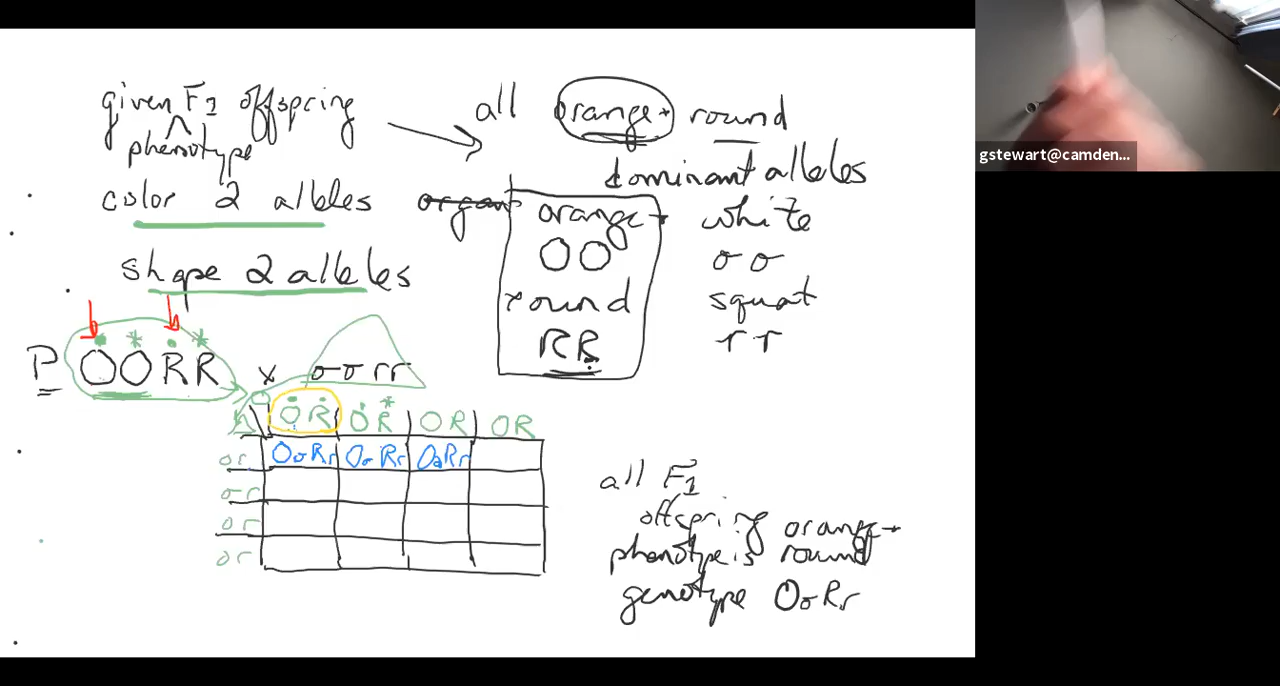 given F1 offspring
phenotype
all orange + round
dominant alleles
color 2 alleles
orange + white
OO oo
shape 2 alleles
round squat
RR rr
P OORR x oorr
OR OR OR OR
or OoRr OoRr OoRr
or
or
or
all F1
offspring orange +
phenotype is round
genotype OoRr
gstewart@camden...